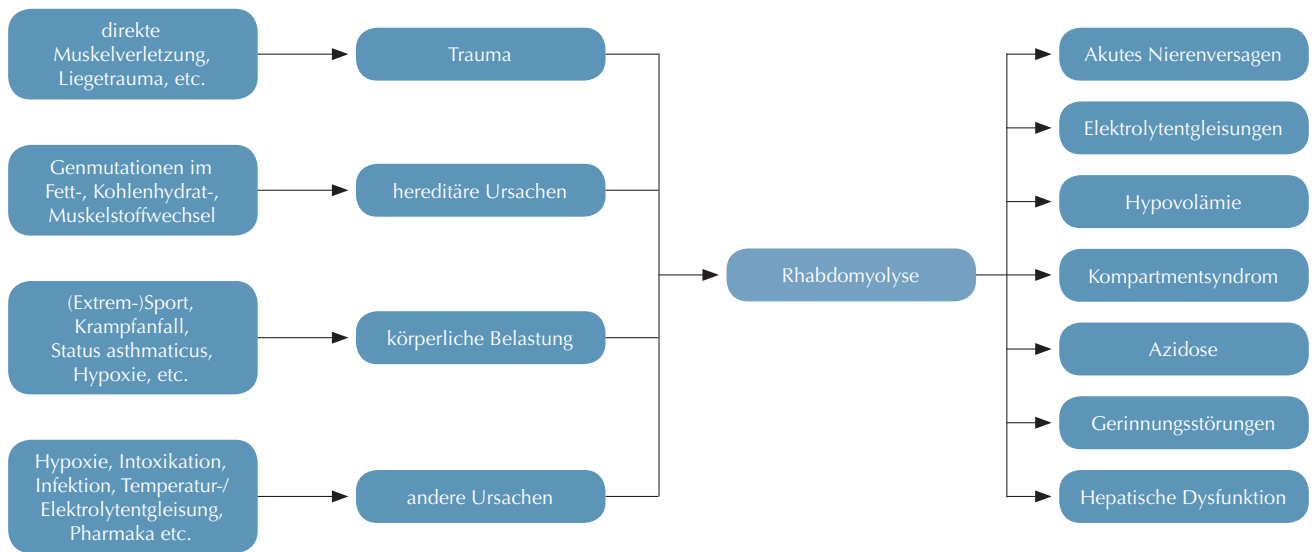 direkte
Muskelverletzung,
Liegetrauma, etc.
Trauma
Genmutationen im
Fett-, Kohlenhydrat-,
Muskelstoffwechsel
hereditäre Ursachen
(Extrem-)Sport,
Krampfanfall,
Status asthmaticus,
Hypoxie, etc.
körperliche Belastung
Hypoxie, Intoxikation,
Infektion, Temperatur-/
Elektrolytentgleisung,
Pharmaka etc.
andere Ursachen
Rhabdomyolyse
Akutes Nierenversagen
Elektrolytentgleisungen
Hypovolämie
Kompartmentsyndrom
Azidose
Gerinnungsstörungen
Hepatische Dysfunktion